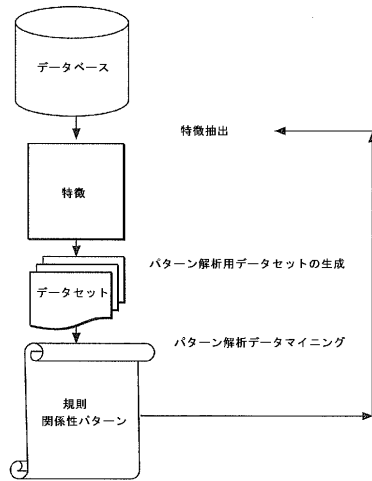 データベース
特徴抽出
特徴
パターン解析用データセットの生成
データセット
パターン解析データマイニング
規則
関係性パターン